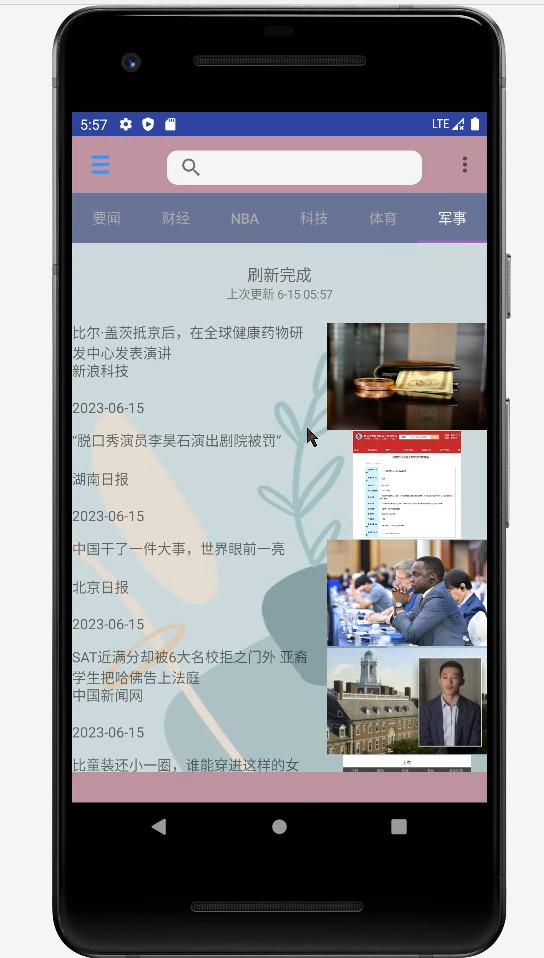 5:57
LTE
要闻
财经
NBA
科技
体育
军事
刷新完成
上次更新 6-15 05:57
比尔·盖茨抵京后，在全球健康药物研
发中心发表演讲
新浪科技
2023-06-15
“脱口秀演员李昊石演出剧院被罚”
湖南日报
2023-06-15
中国干了一件大事，世界眼前一亮
北京日报
2023-06-15
SAT近满分却被6大名校拒之门外 亚裔
学生把哈佛告上法庭
中国新闻网
2023-06-15
比童装还小一圈，谁能穿进这样的女